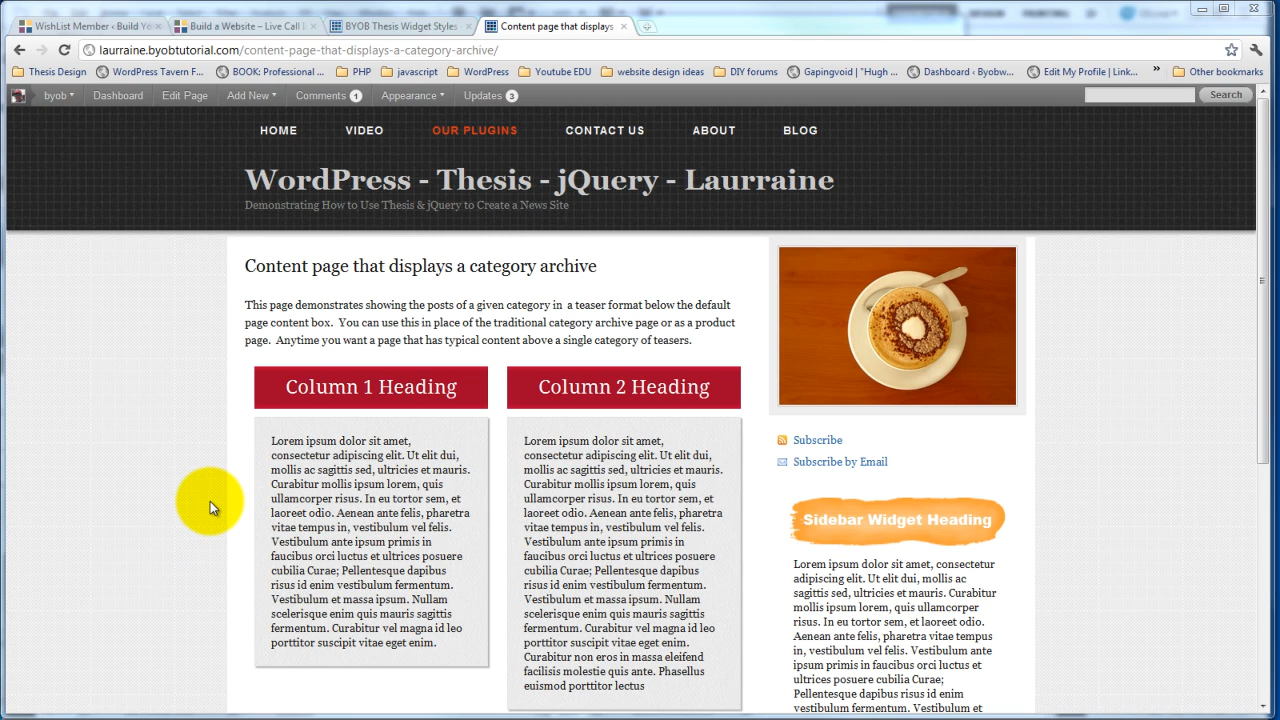 WishList Member ‹ Build Yo
Build a Website – Live Call I
BYOB Thesis Widget Styles
Content page that displays
laurraine.byobtutorial.com/content-page-that-displays-a-category-archive/
Thesis Design
WordPress Tavern F...
BOOK: Professional ...
PHP
javascript
WordPress
Youtube EDU
website design ideas
DIY forums
Gapingvoid | "Hugh ...
Dashboard ‹ Byobw...
Edit My Profile | Link...
»
Other bookmarks
byob
Dashboard
Edit Page
Add New
Comments 1
Appearance
Updates 3
Search
HOME
VIDEO
OUR PLUGINS
CONTACT US
ABOUT
BLOG
WordPress - Thesis - jQuery - Laurraine
Demonstrating How to Use Thesis & jQuery to Create a News Site
Content page that displays a category archive
This page demonstrates showing the posts of a given category in a teaser format below the default
page content box. You can use this in place of the traditional category archive page or as a product
page. Anytime you want a page that has typical content above a single category of teasers.
Column 1 Heading
Lorem ipsum dolor sit amet,
consectetur adipiscing elit. Ut elit dui,
mollis ac sagittis sed, ultricies et mauris.
Curabitur mollis ipsum lorem, quis
ullamcorper risus. In eu tortor sem, et
laoreet odio. Aenean ante felis, pharetra
vitae tempus in, vestibulum vel felis.
Vestibulum ante ipsum primis in
faucibus orci luctus et ultrices posuere
cubilia Curae; Pellentesque dapibus
risus id enim vestibulum fermentum.
Vestibulum et massa ipsum. Nullam
scelerisque enim quis mauris sagittis
fermentum. Curabitur vel magna id leo
porttitor suscipit vitae eget enim.
Column 2 Heading
Lorem ipsum dolor sit amet,
consectetur adipiscing elit. Ut elit dui,
mollis ac sagittis sed, ultricies et mauris.
Curabitur mollis ipsum lorem, quis
ullamcorper risus. In eu tortor sem, et
laoreet odio. Aenean ante felis, pharetra
vitae tempus in, vestibulum vel felis.
Vestibulum ante ipsum primis in
faucibus orci luctus et ultrices posuere
cubilia Curae; Pellentesque dapibus
risus id enim vestibulum fermentum.
Vestibulum et massa ipsum. Nullam
scelerisque enim quis mauris sagittis
fermentum. Curabitur vel magna id leo
porttitor suscipit vitae eget enim.
Curabitur non eros in massa eleifend
facilisis molestie quis ante. Phasellus
euismod porttitor lectus
Subscribe
Subscribe by Email
Sidebar Widget Heading
Lorem ipsum dolor sit amet, consectetur
adipiscing elit. Ut elit dui, mollis ac
sagittis sed, ultricies et mauris. Curabitur
mollis ipsum lorem, quis ullamcorper
risus. In eu tortor sem, et laoreet odio.
Aenean ante felis, pharetra vitae tempus
in, vestibulum vel felis. Vestibulum ante
ipsum primis in faucibus orci luctus et
ultrices posuere cubilia Curae;
Pellentesque dapibus risus id enim
vestibulum fermentum. Vestibulum et